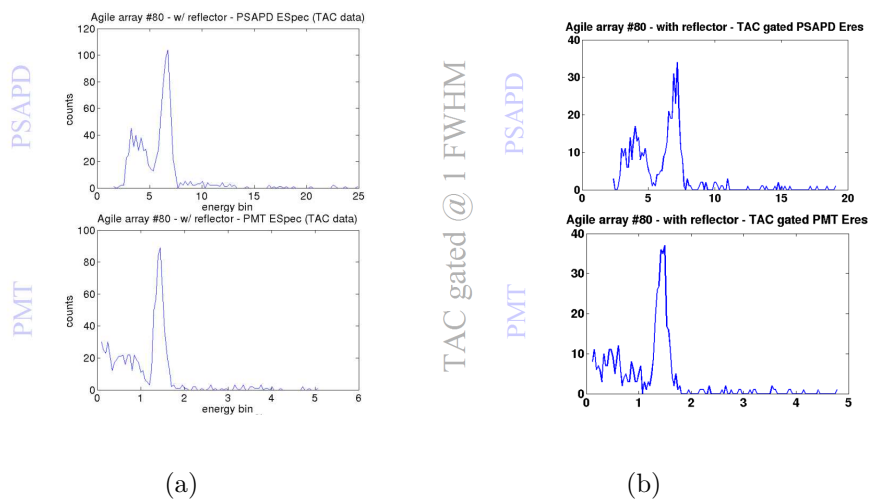 Agile array #80 - w/ reflector - PSAPD ESpec (TAC data)
120
100
80
60
40
20
0
counts
0 5 10 15 20 25
energy bin
PSAPD
Agile array #80 - w/ reflector - PMT ESpec (TAC data)
100
80
60
40
20
0
counts
0 1 2 3 4 5 6
energy bin
PMT
(a)
TAC gated @ 1 FWHM
Agile array #80 - with reflector - TAC gated PSAPD Eres
40
30
20
10
0
0 5 10 15 20
PSAPD
Agile array #80 - with reflector - TAC gated PMT Eres
40
30
20
10
0
0 1 2 3 4 5
PMT
(b)